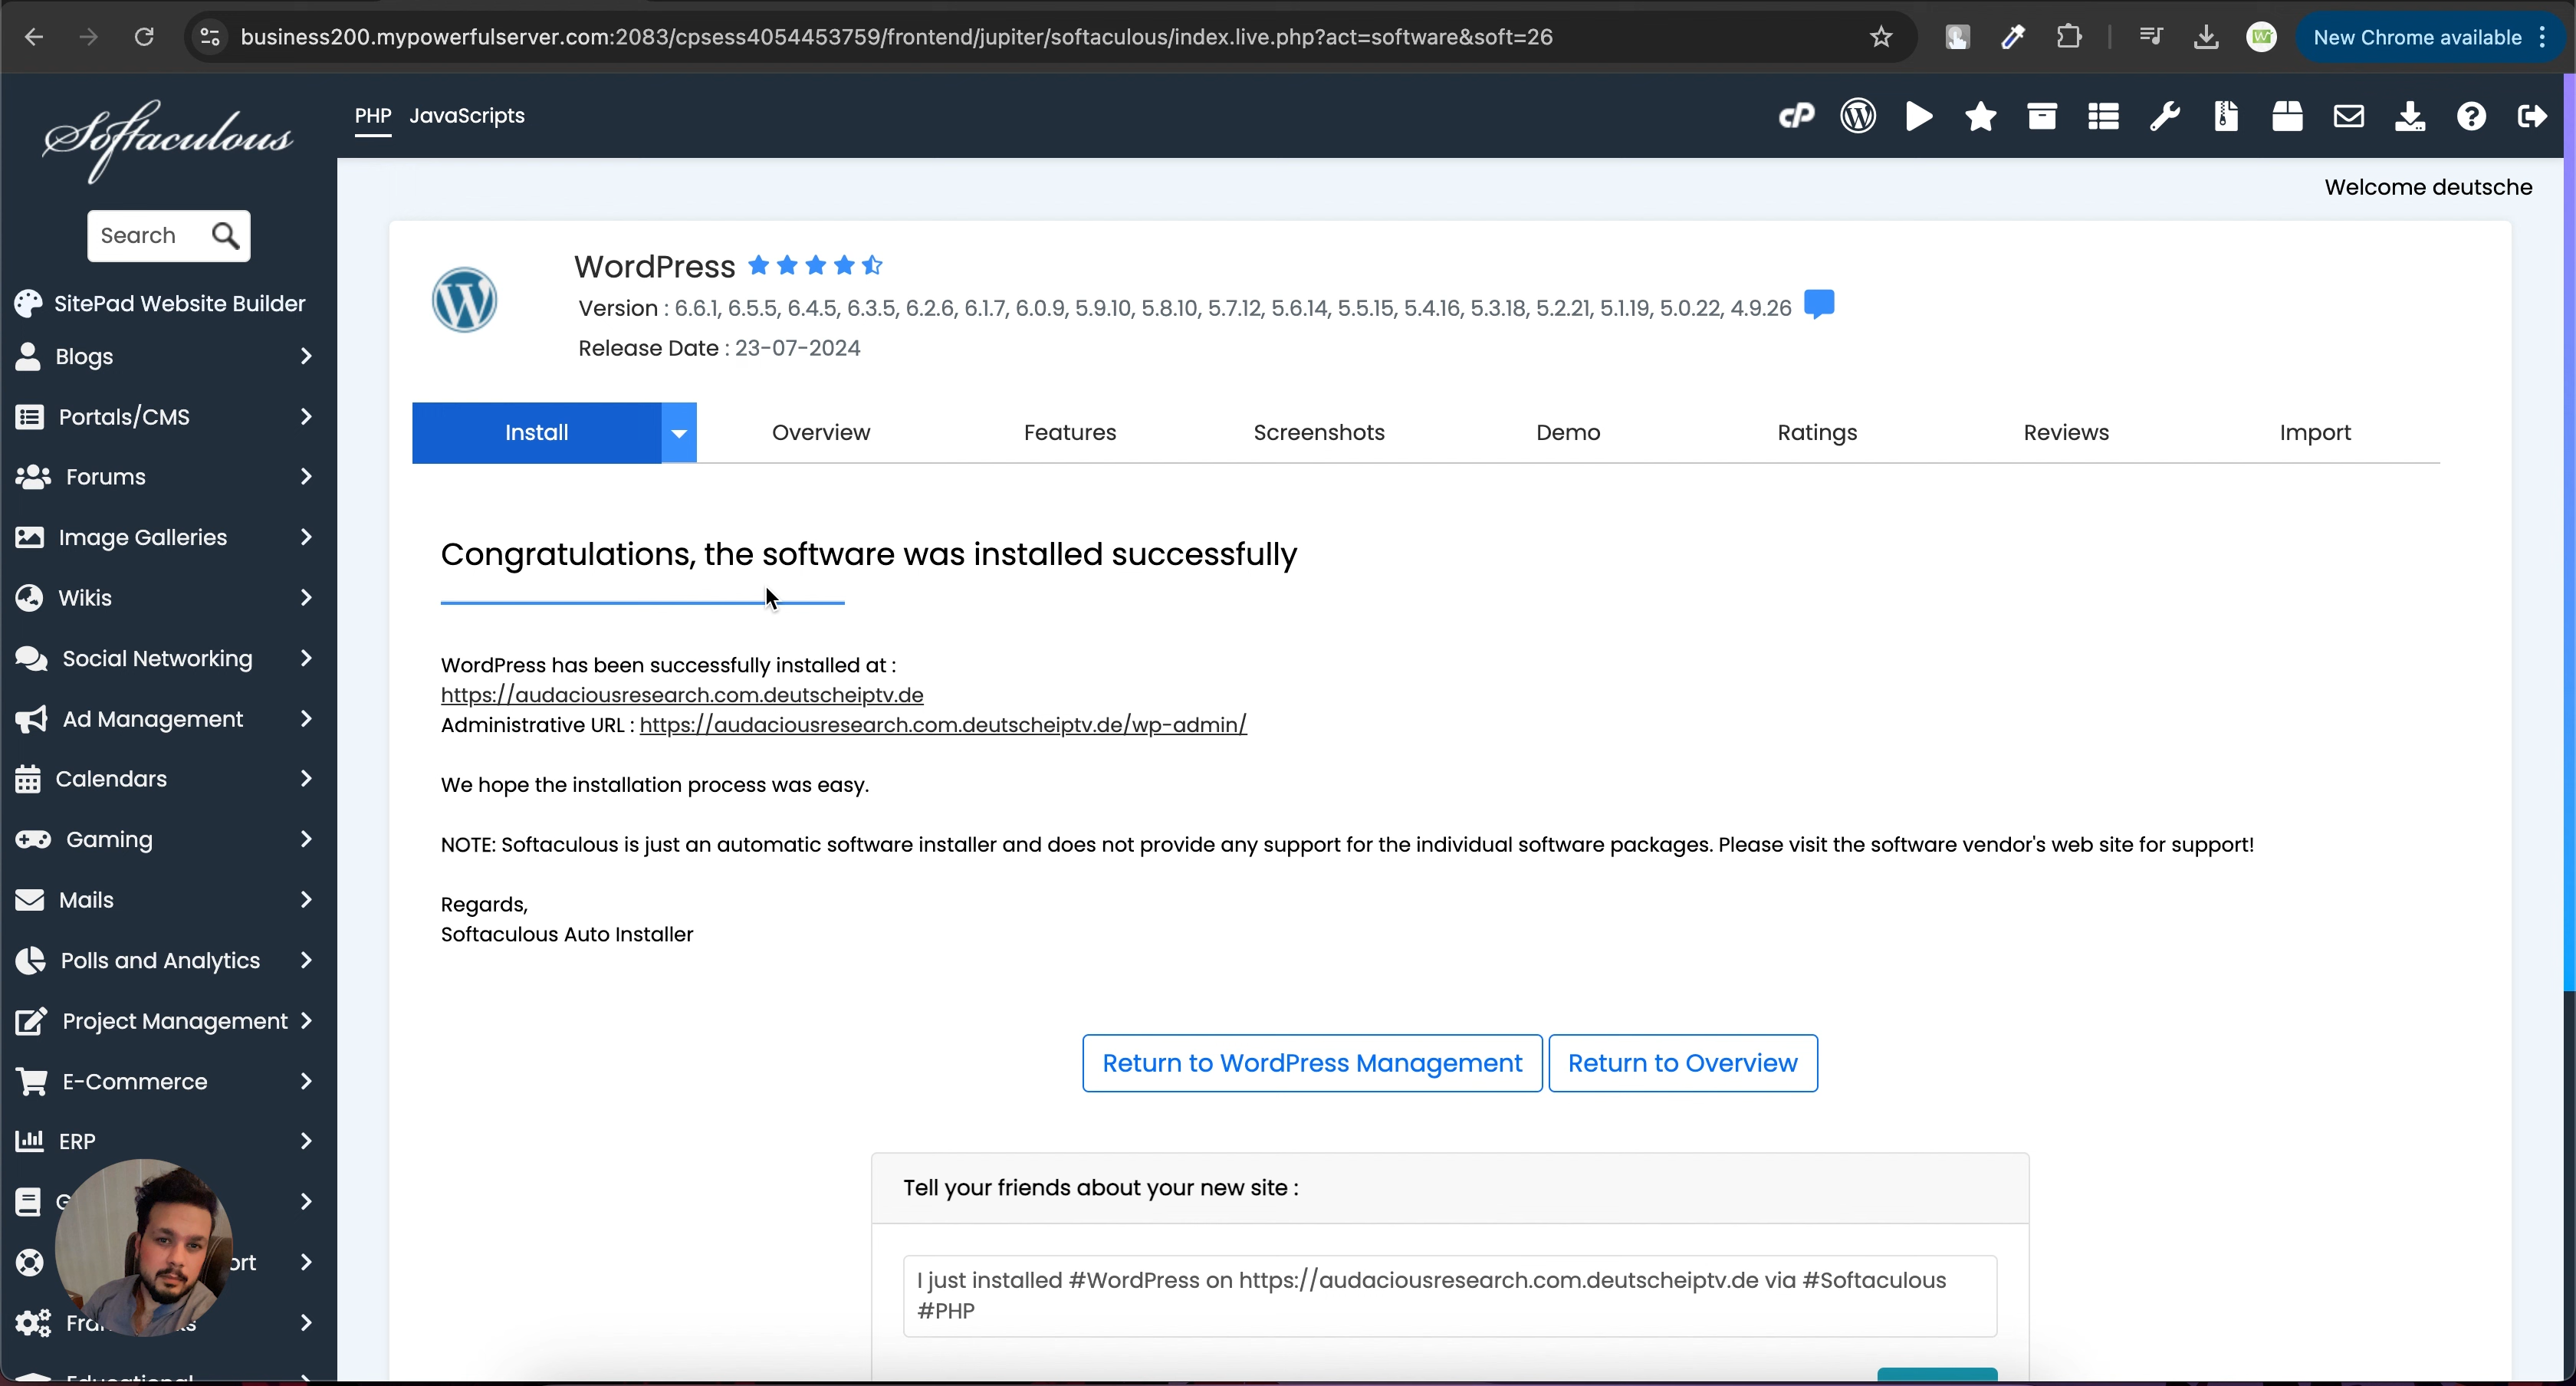 business200.mypowerfulserver.com:2083/cpsess4054453759/frontend/jupiter/softaculous/index.live.php?act=software&soft=26
New Chrome available
Softaculous
PHP JavaScripts
Welcome deutsche
Search
SitePad Website Builder
Blogs
Portals/CMS
Forums
Image Galleries
Wikis
Social Networking
Ad Management
Calendars
Gaming
Mails
Polls and Analytics
Project Management
E-Commerce
ERP
G
ort
Fra ks
WordPress
Version : 6.6.1, 6.5.5, 6.4.5, 6.3.5, 6.2.6, 6.1.7, 6.0.9, 5.9.10, 5.8.10, 5.7.12, 5.6.14, 5.5.15, 5.4.16, 5.3.18, 5.2.21, 5.1.19, 5.0.22, 4.9.26
Release Date : 23-07-2024
Install Overview Features Screenshots Demo Ratings Reviews Import
Congratulations, the software was installed successfully
WordPress has been successfully installed at :
https://audaciousresearch.com.deutscheiptv.de
Administrative URL : https://audaciousresearch.com.deutscheiptv.de/wp-admin/
We hope the installation process was easy.
NOTE: Softaculous is just an automatic software installer and does not provide any support for the individual software packages. Please visit the software vendor's web site for support!
Regards,
Softaculous Auto Installer
Return to WordPress Management Return to Overview
Tell your friends about your new site :
I just installed #WordPress on https://audaciousresearch.com.deutscheiptv.de via #Softaculous
#PHP